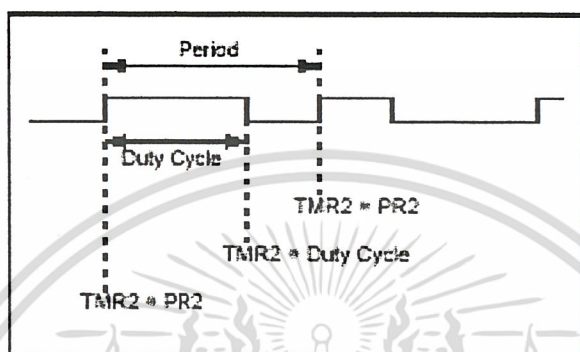 Period
Duty Cycle
TMR2 = PR2
TMR2 = Duty Cycle
TMR2 = PR2